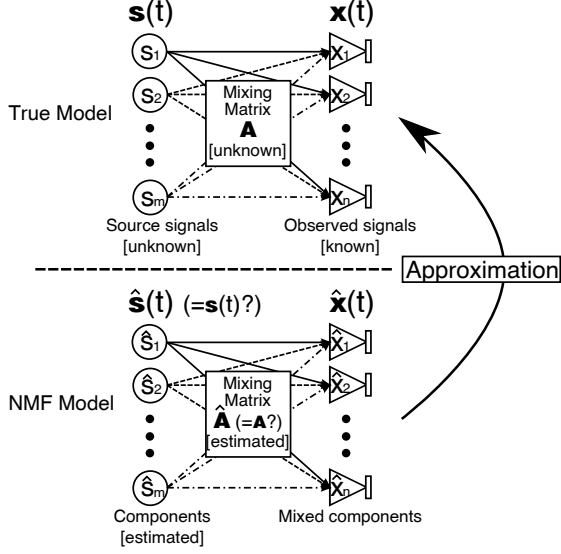 s(t) x(t)
S1 X1
S2 X2
Mixing
Matrix
A
[unknown]
True Model
Sm Xn
Source signals Observed signals
[unknown] [known]
Approximation
ŝ(t) (=s(t)?) x̂(t)
Ŝ1 X̂1
Ŝ2 X̂2
Mixing
Matrix
Â (=A?)
[estimated]
NMF Model
Ŝm X̂n
Components Mixed components
[estimated]